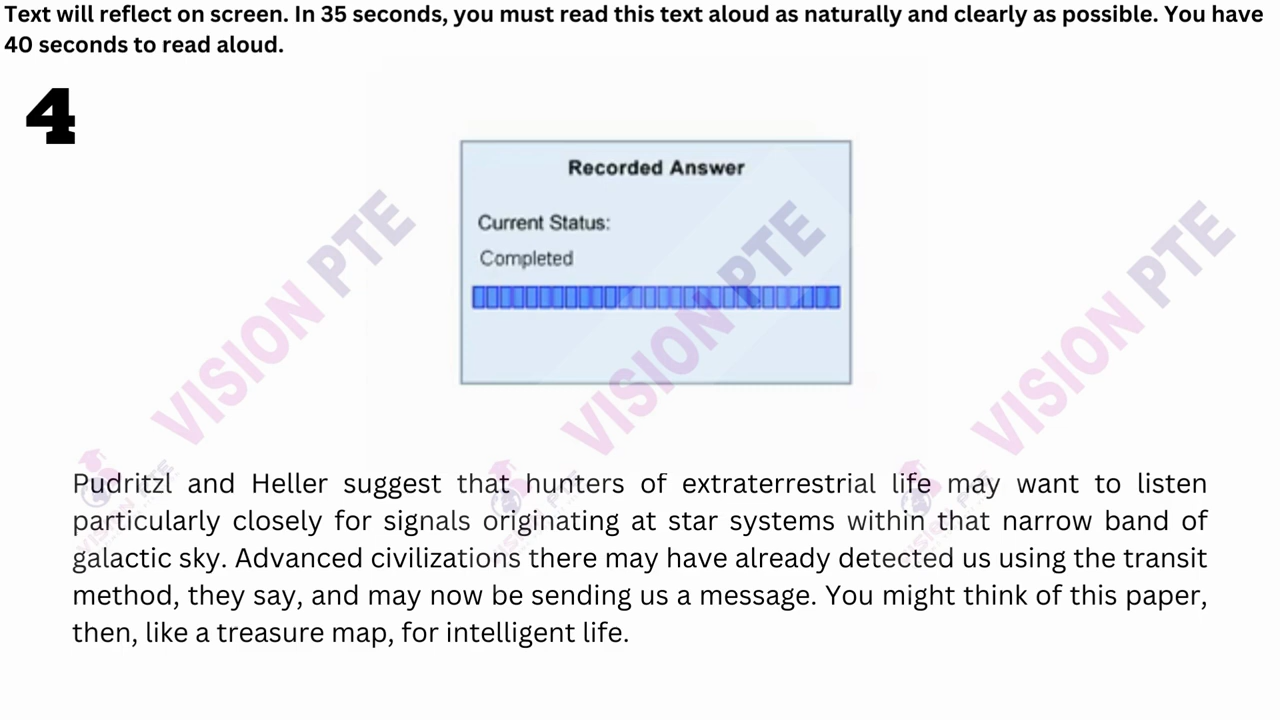 Text will reflect on screen. In 35 seconds, you must read this text aloud as naturally and clearly as possible. You have
40 seconds to read aloud.
4
Recorded Answer
Current Status:
Completed
VISION PTE
VISION PTE
VISION PTE
Pudritzl and Heller suggest that hunters of extraterrestrial life may want to listen
particularly closely for signals originating at star systems within that narrow band of
galactic sky. Advanced civilizations there may have already detected us using the transit
method, they say, and may now be sending us a message. You might think of this paper,
then, like a treasure map, for intelligent life.